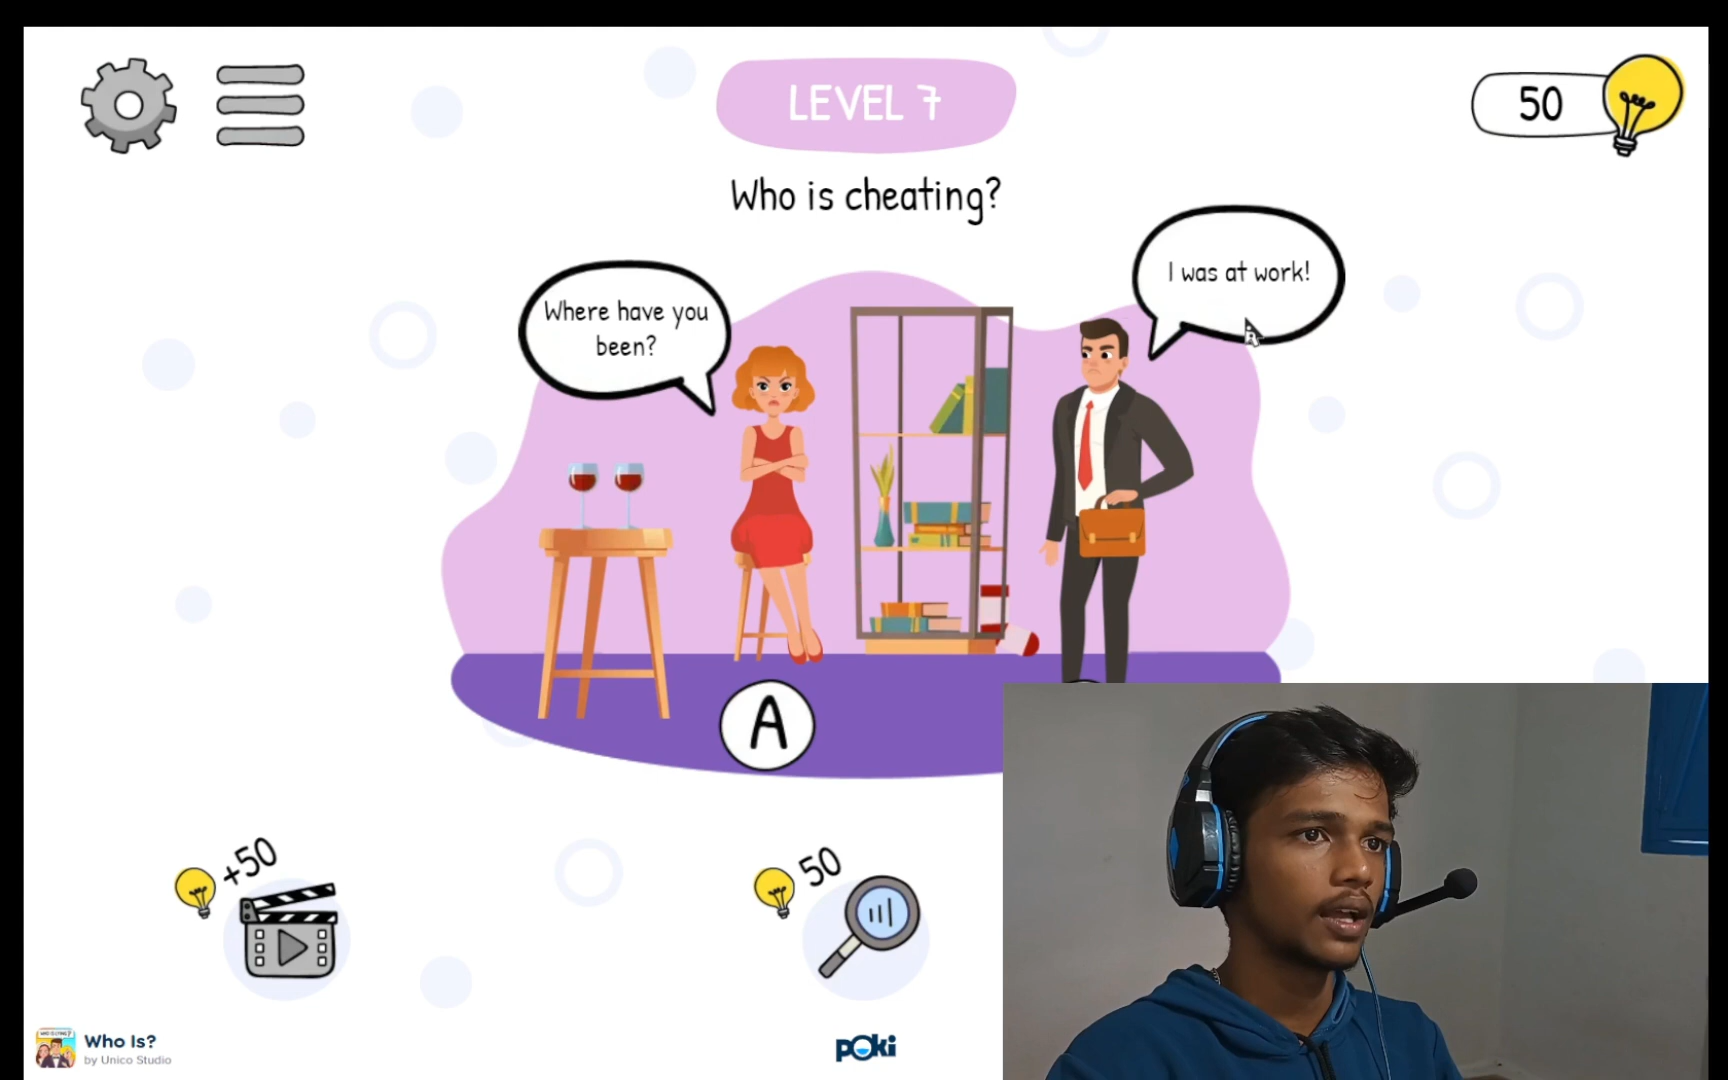 LEVEL 7
50
Who is cheating?
I was at work!
Where have you
been?
A
+50
50
Who Is?
by Unico Studio
poki